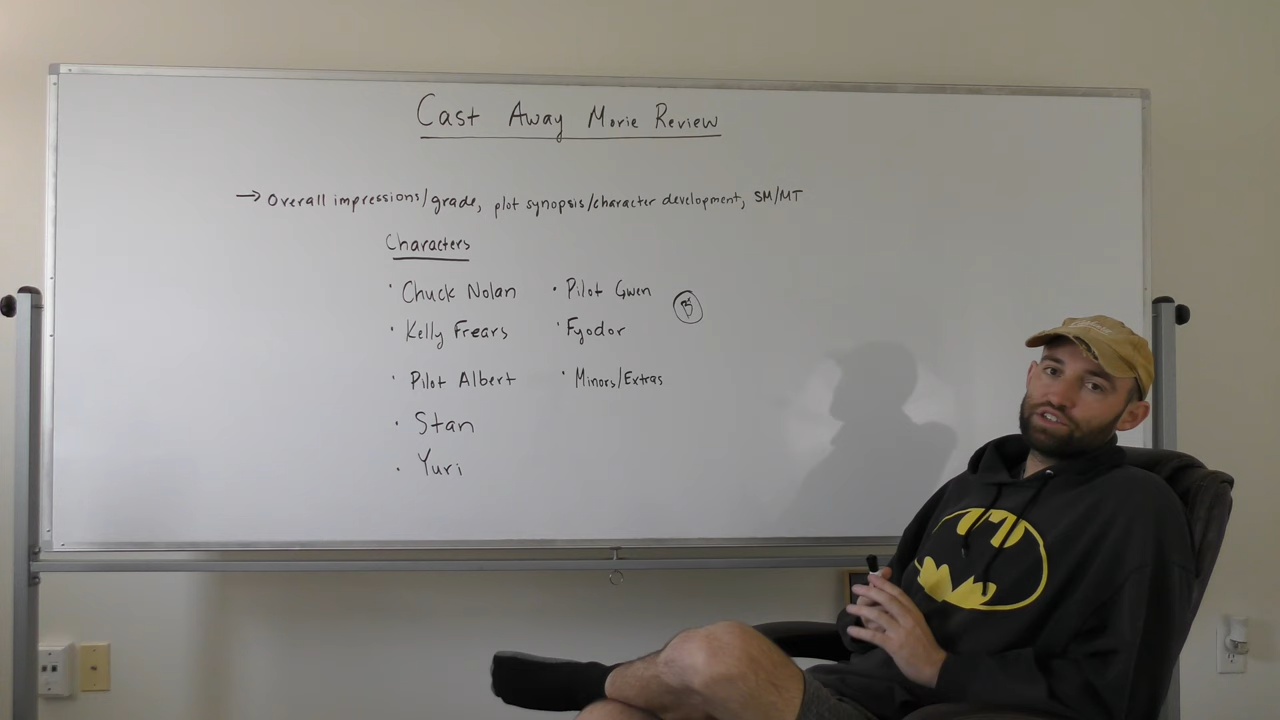 Cast Away Movie Review
→ Overall impressions/grade, plot synopsis/character development, SM/MT
Characters
· Chuck Nolan
· Kelly Frears
· Pilot Albert
· Stan
· Yuri
· Pilot Gwen
· Fyodor
· Minors/Extras
B